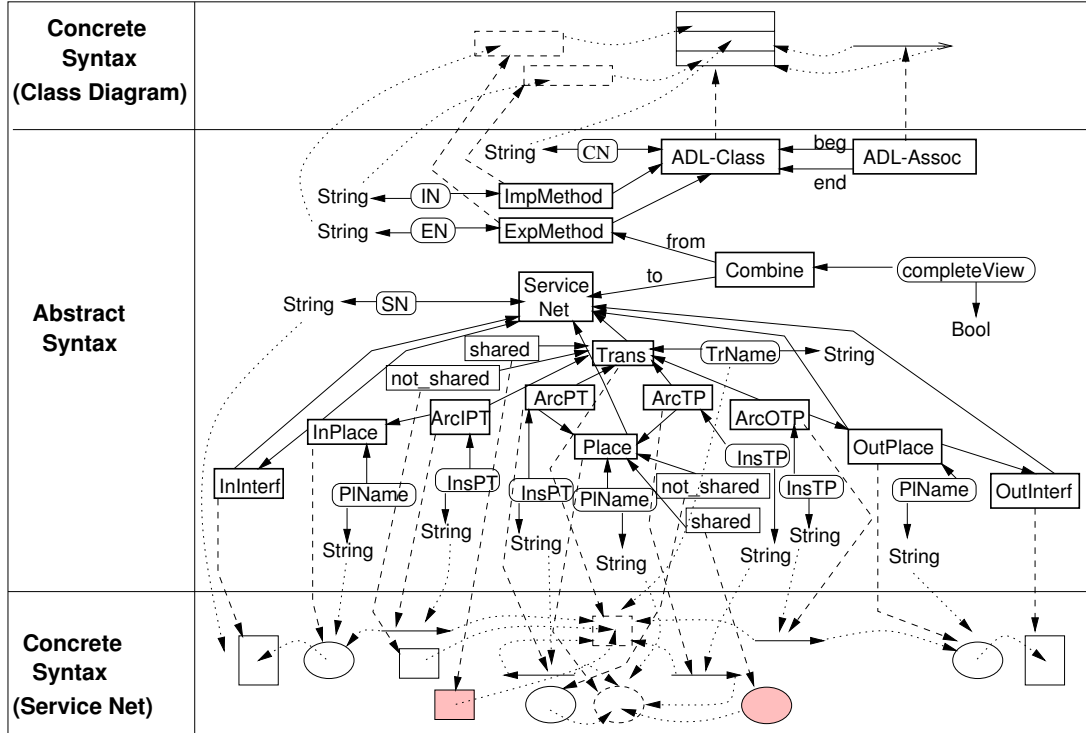 Concrete
Syntax
(Class Diagram)
Abstract
Syntax
String
CN
ADL-Class
beg
ADL-Assoc
end
String
IN
ImpMethod
String
EN
ExpMethod
from
Combine
completeView
to
Bool
String
SN
Service
Net
shared
Trans
TrName
String
not_shared
ArcPT
ArcTP
InPlace
ArcIPT
ArcOTP
Place
OutPlace
InInterf
PlName
InsPT
InsPT
PlName
InsTP
not_shared
InsTP
PlName
OutInterf
shared
String
String
String
String
String
String
String
Concrete
Syntax
(Service Net)